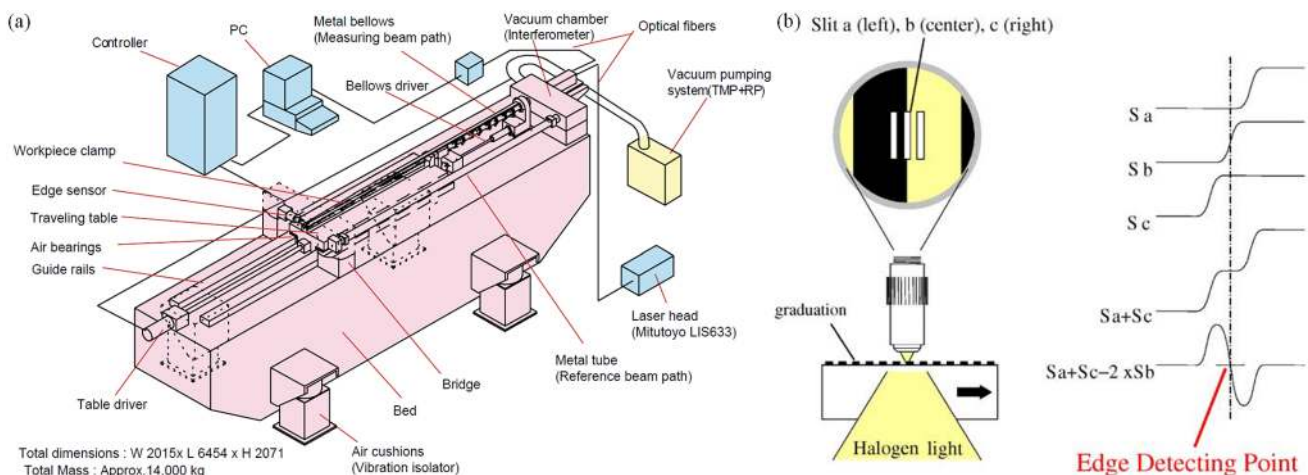 (a)
Controller
PC
Metal bellows
(Measuring beam path)
Vacuum chamber
(Interferometer)
Optical fibers
Bellows driver
Vacuum pumping
system(TMP+RP)
Workpiece clamp
Edge sensor
Traveling table
Air bearings
Guide rails
Laser head
(Mitutoyo LIS633)
Metal tube
(Reference beam path)
Bridge
Table driver
Bed
Air cushions
(Vibration isolator)
Total dimensions : W 2015x L 6454 x H 2071
Total Mass : Approx.14,000 kg
(b)
Slit a (left), b (center), c (right)
graduation
Halogen light
S a
S b
S c
Sa+Sc
Sa+Sc−2 xSb
Edge Detecting Point